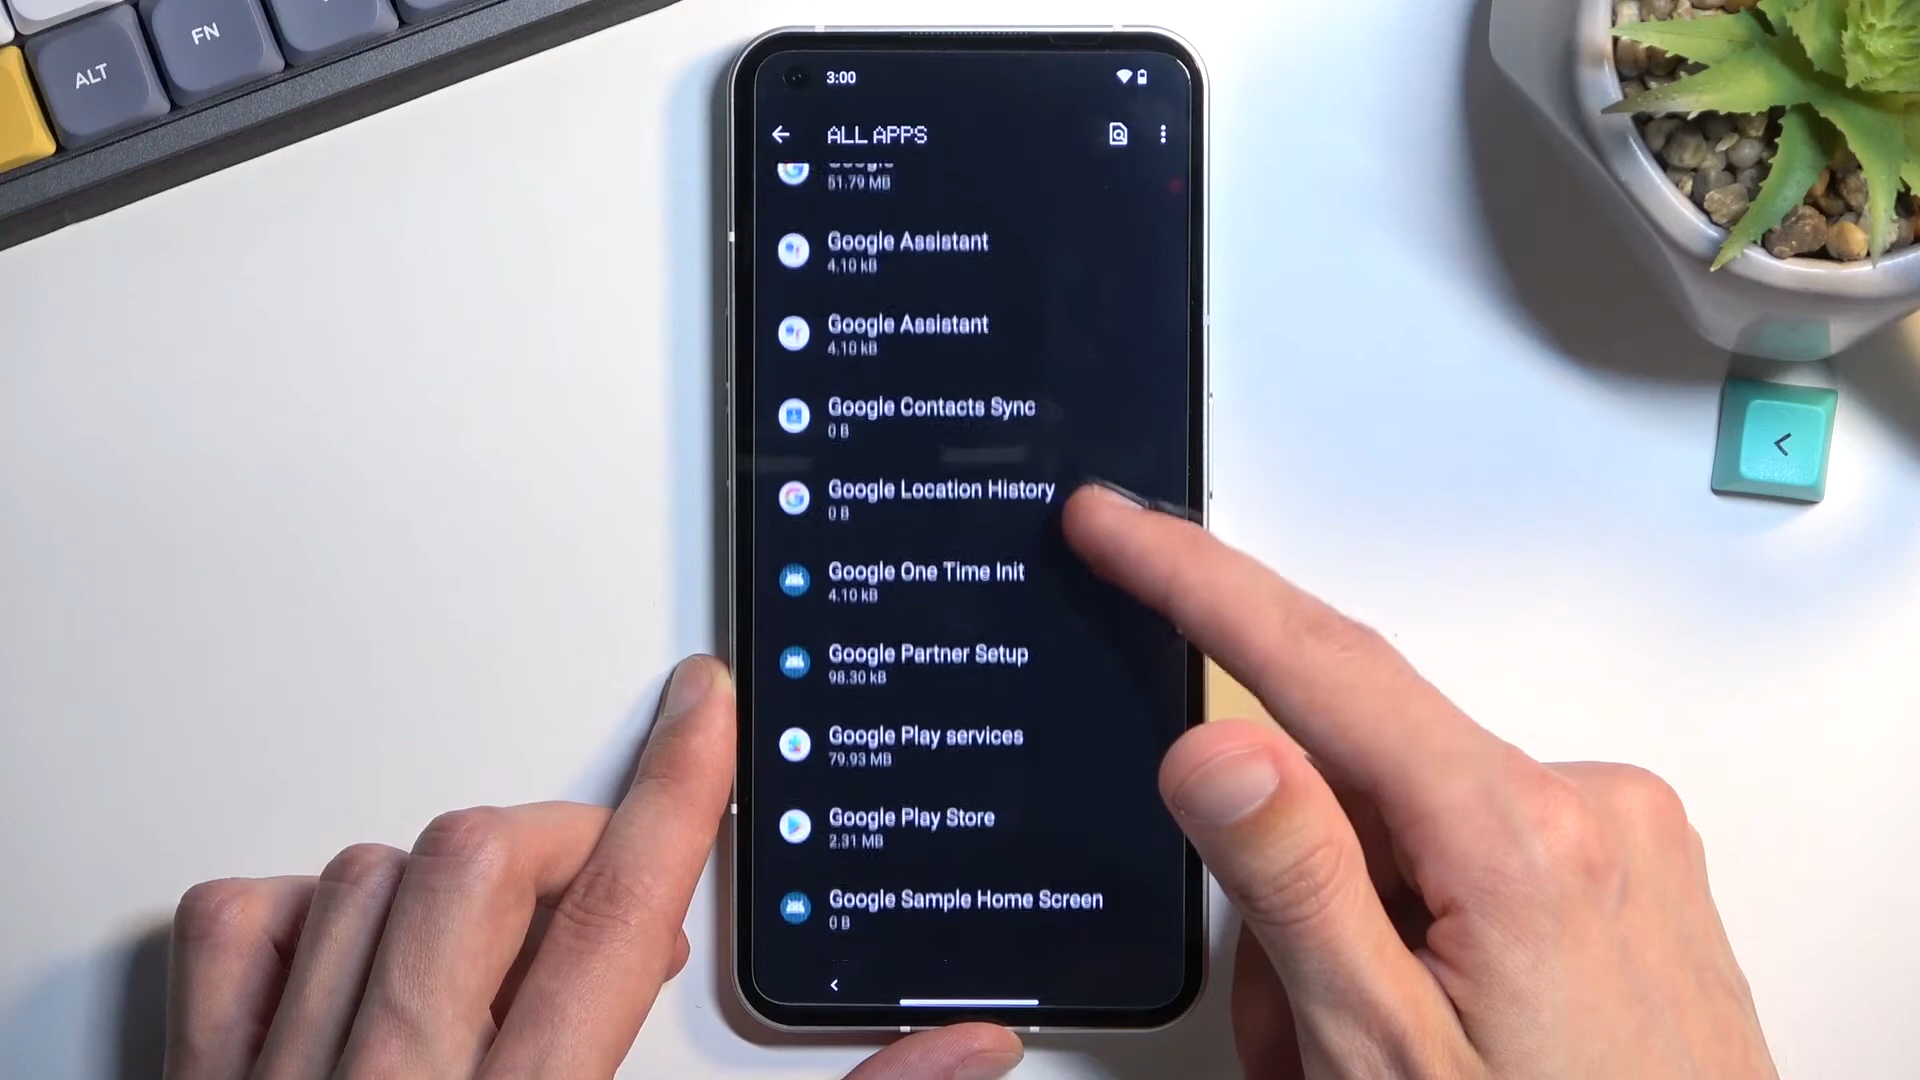 FN
ALT
3:00
ALL APPS
Google
51.79 MB
Google Assistant
4.10 kB
Google Assistant
4.10 kB
Google Contacts Sync
0 B
Google Location History
0 B
Google One Time Init
4.10 kB
Google Partner Setup
98.30 kB
Google Play services
79.93 MB
Google Play Store
2.31 MB
Google Sample Home Screen
0 B
<